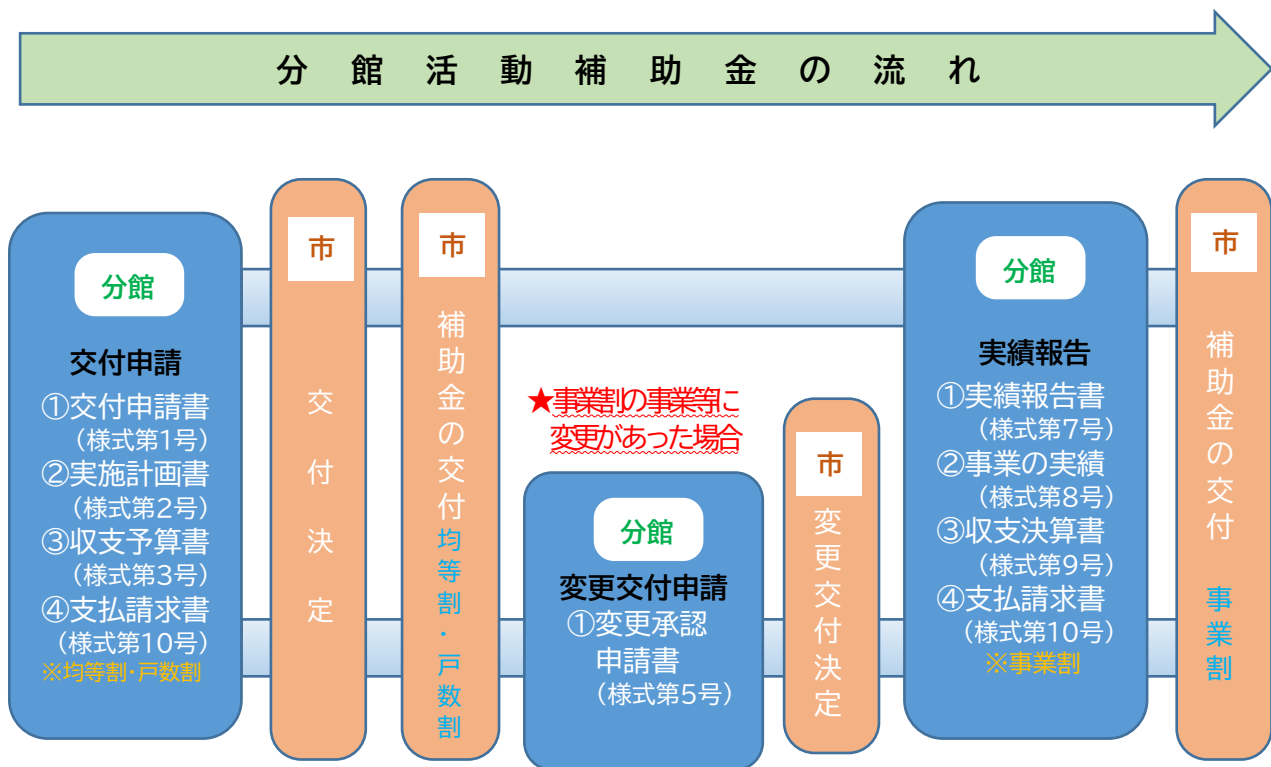 分館活動補助金の流れ
分館
交付申請
①交付申請書
（様式第1号）
②実施計画書
（様式第2号）
③収支予算書
（様式第3号）
④支払請求書
（様式第10号）
※均等割・戸数割
市
交付決定
市
補助金の交付
均等割・戸数割
★事業割の事業等に
変更があった場合
分館
変更交付申請
①変更承認
申請書
（様式第5号）
市
変更交付決定
分館
実績報告
①実績報告書
（様式第7号）
②事業の実績
（様式第8号）
③収支決算書
（様式第9号）
④支払請求書
（様式第10号）
※事業割
市
補助金の交付
事業割